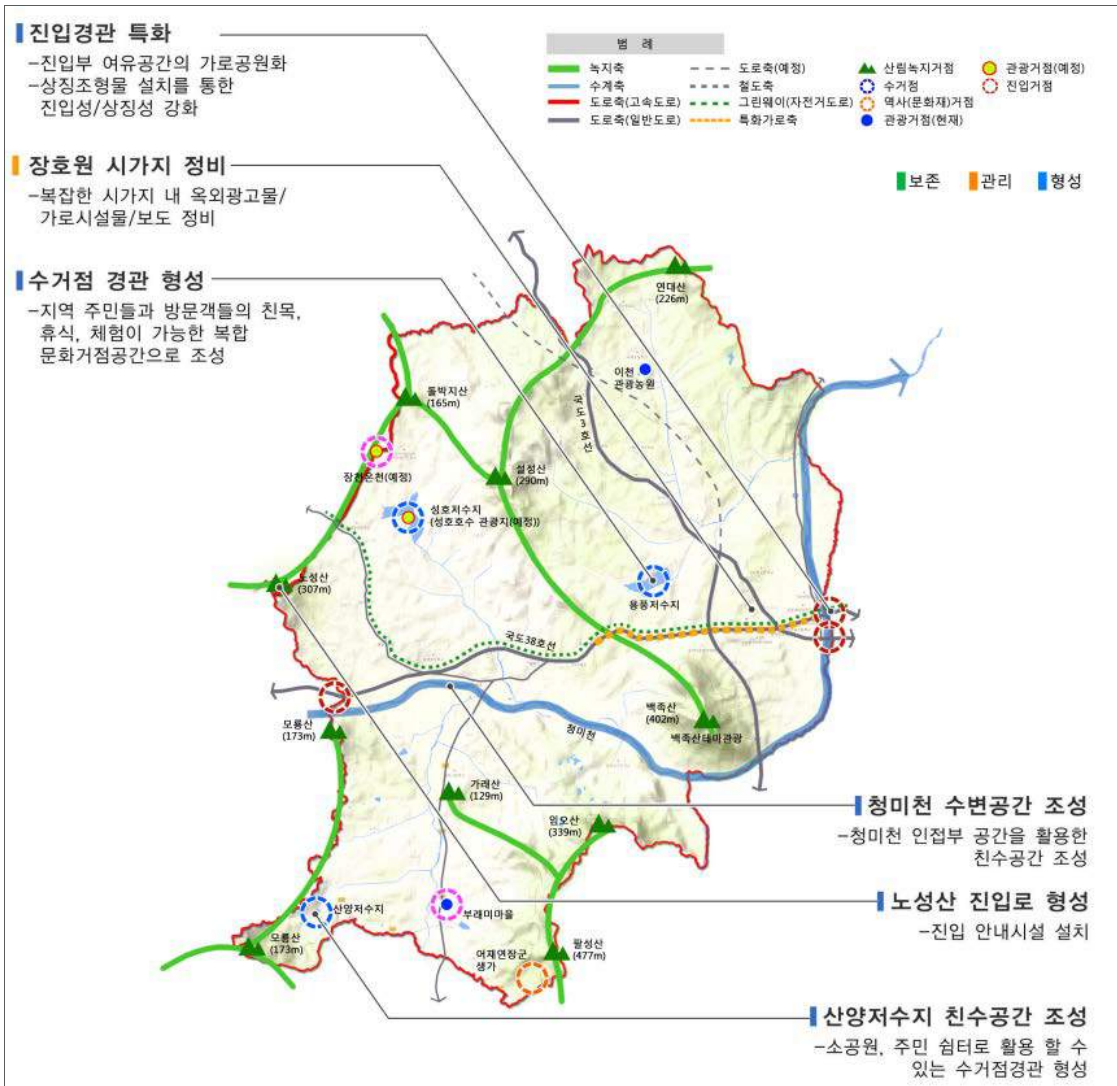 진입경관 특화
-진입부 여유공간의 가로공원화
-상징조형물 설치를 통한
진입성/상징성 강화
장호원 시가지 정비
-복잡한 시가지 내 옥외광고물/
가로시설물/보도 정비
수거점 경관 형성
-지역 주민들과 방문객들의 친목,
휴식, 체험이 가능한 복합
문화거점공간으로 조성
범 례
녹지축
수계축
도로축(고속도로)
도로축(일반도로)
도로축(예정)
철도축
그린웨이(자전거도로)
특화가로축
산림녹지거점
수거점
역사(문화재)거점
관광거점(현재)
관광거점(예정)
진입거점
보존
관리
형성
연대산
(226m)
이천
관광농원
국도3호선
돌박지산
(165m)
설성산
(290m)
장천온천(예정)
성호저수지
(성호호수 관광지(예정))
노성산
(307m)
용풍저수지
국도38호선
모룡산
(173m)
청미천
백족산
(402m)
백족산테마관광
가래산
(129m)
임오산
(339m)
산양저수지
부래미마을
모룡산
(173m)
어재연장군
생가
팔성산
(477m)
청미천 수변공간 조성
-청미천 인접부 공간을 활용한
친수공간 조성
노성산 진입로 형성
-진입 안내시설 설치
산양저수지 친수공간 조성
-소공원, 주민 쉼터로 활용 할 수
있는 수거점경관 형성